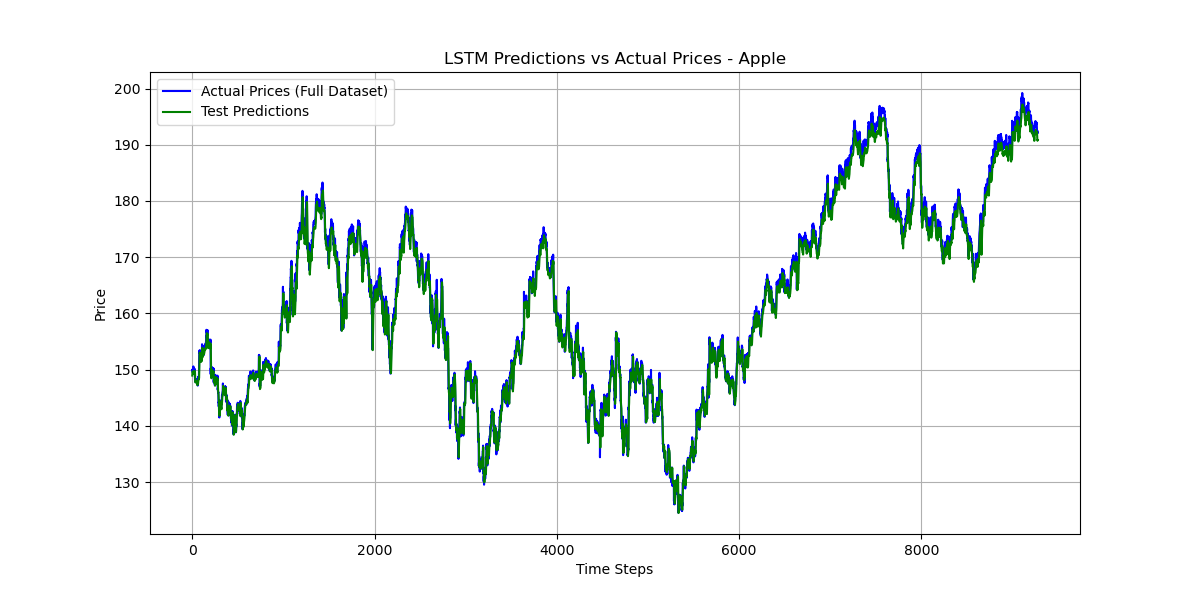 LSTM Predictions vs Actual Prices - Apple
Actual Prices (Full Dataset)
Test Predictions
200
190
180
170
160
150
140
130
Price
0 2000 4000 6000 8000
Time Steps